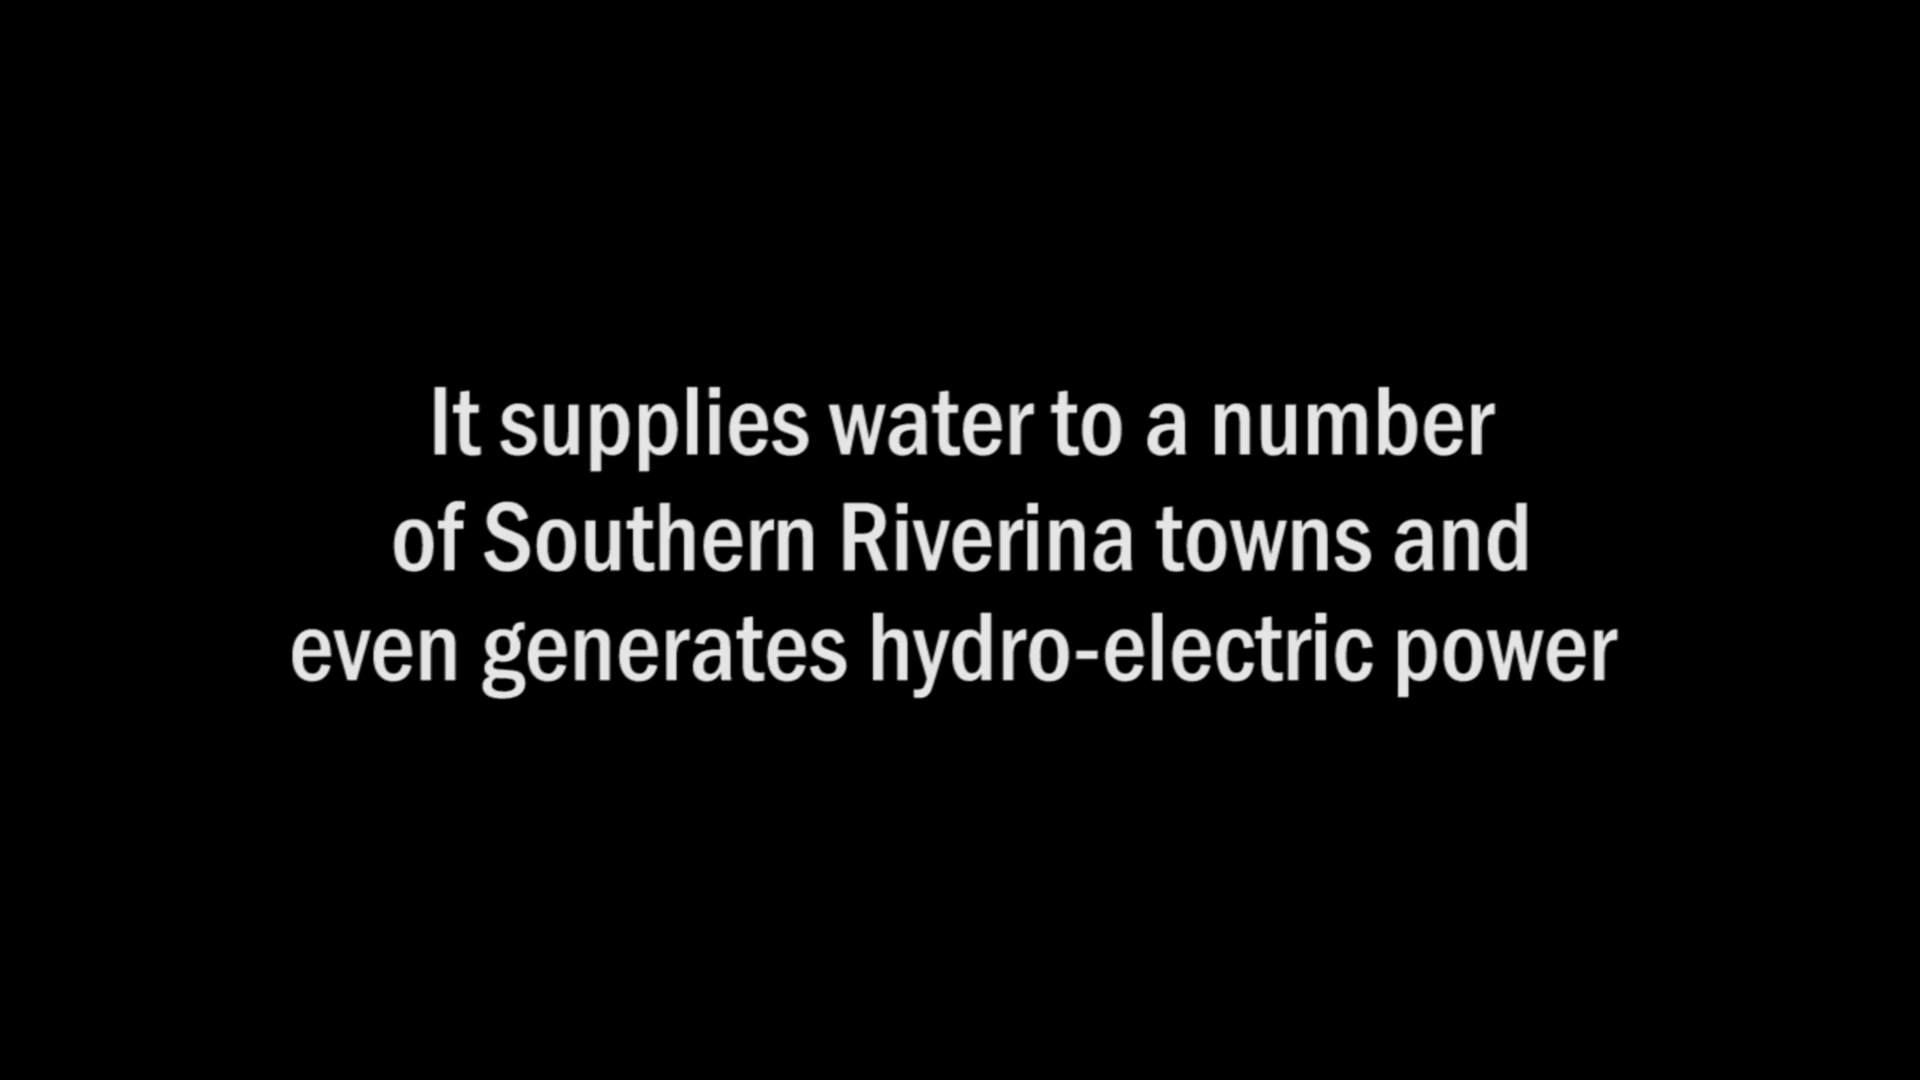 It supplies water to a number
of Southern Riverina towns and
even generates hydro-electric power